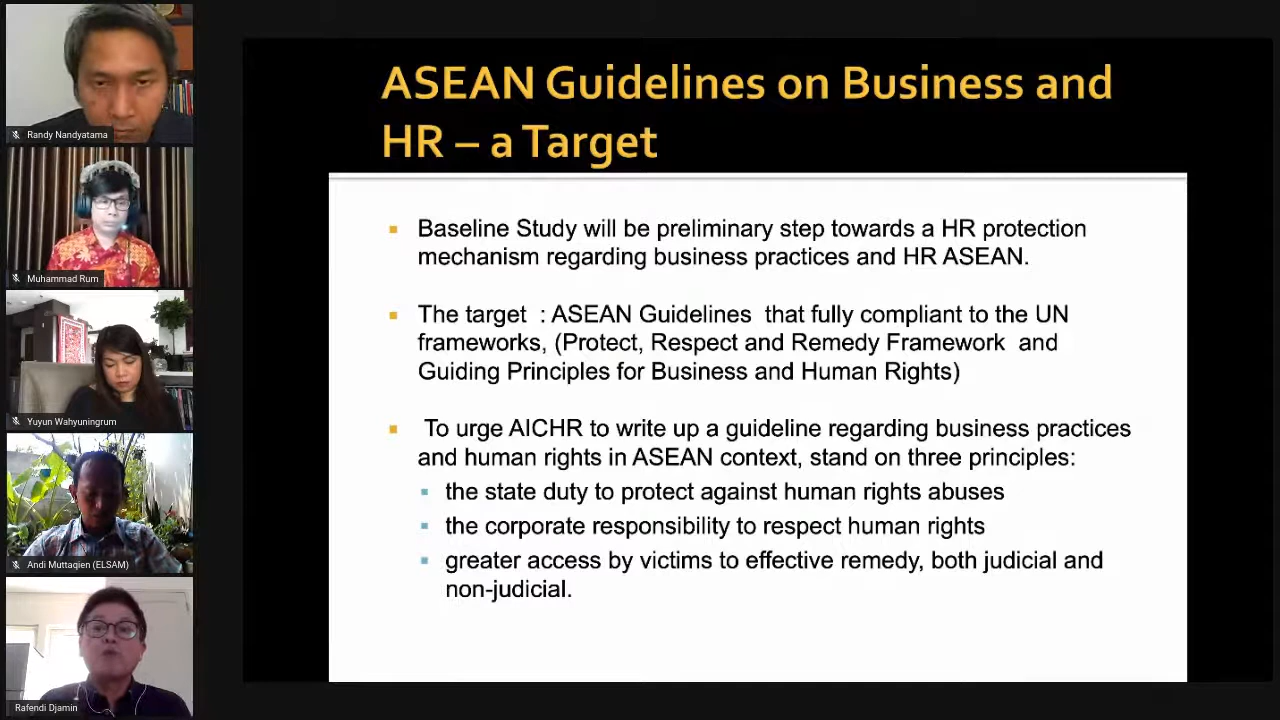 Randy Nandyatama
Muhammad Rum
Yuyun Wahyuningrum
Andi Muttaqien (ELSAM)
Rafendi Djamin
ASEAN Guidelines on Business and
HR – a Target
Baseline Study will be preliminary step towards a HR protection
mechanism regarding business practices and HR ASEAN.
The target : ASEAN Guidelines that fully compliant to the UN
frameworks, (Protect, Respect and Remedy Framework and
Guiding Principles for Business and Human Rights)
To urge AICHR to write up a guideline regarding business practices
and human rights in ASEAN context, stand on three principles:
the state duty to protect against human rights abuses
the corporate responsibility to respect human rights
greater access by victims to effective remedy, both judicial and
non-judicial.